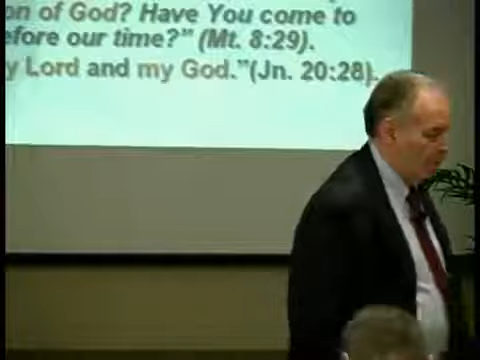 on of God? Have You come to
efore our time?" (Mt. 8:29).
y Lord and my God."(Jn. 20:28).